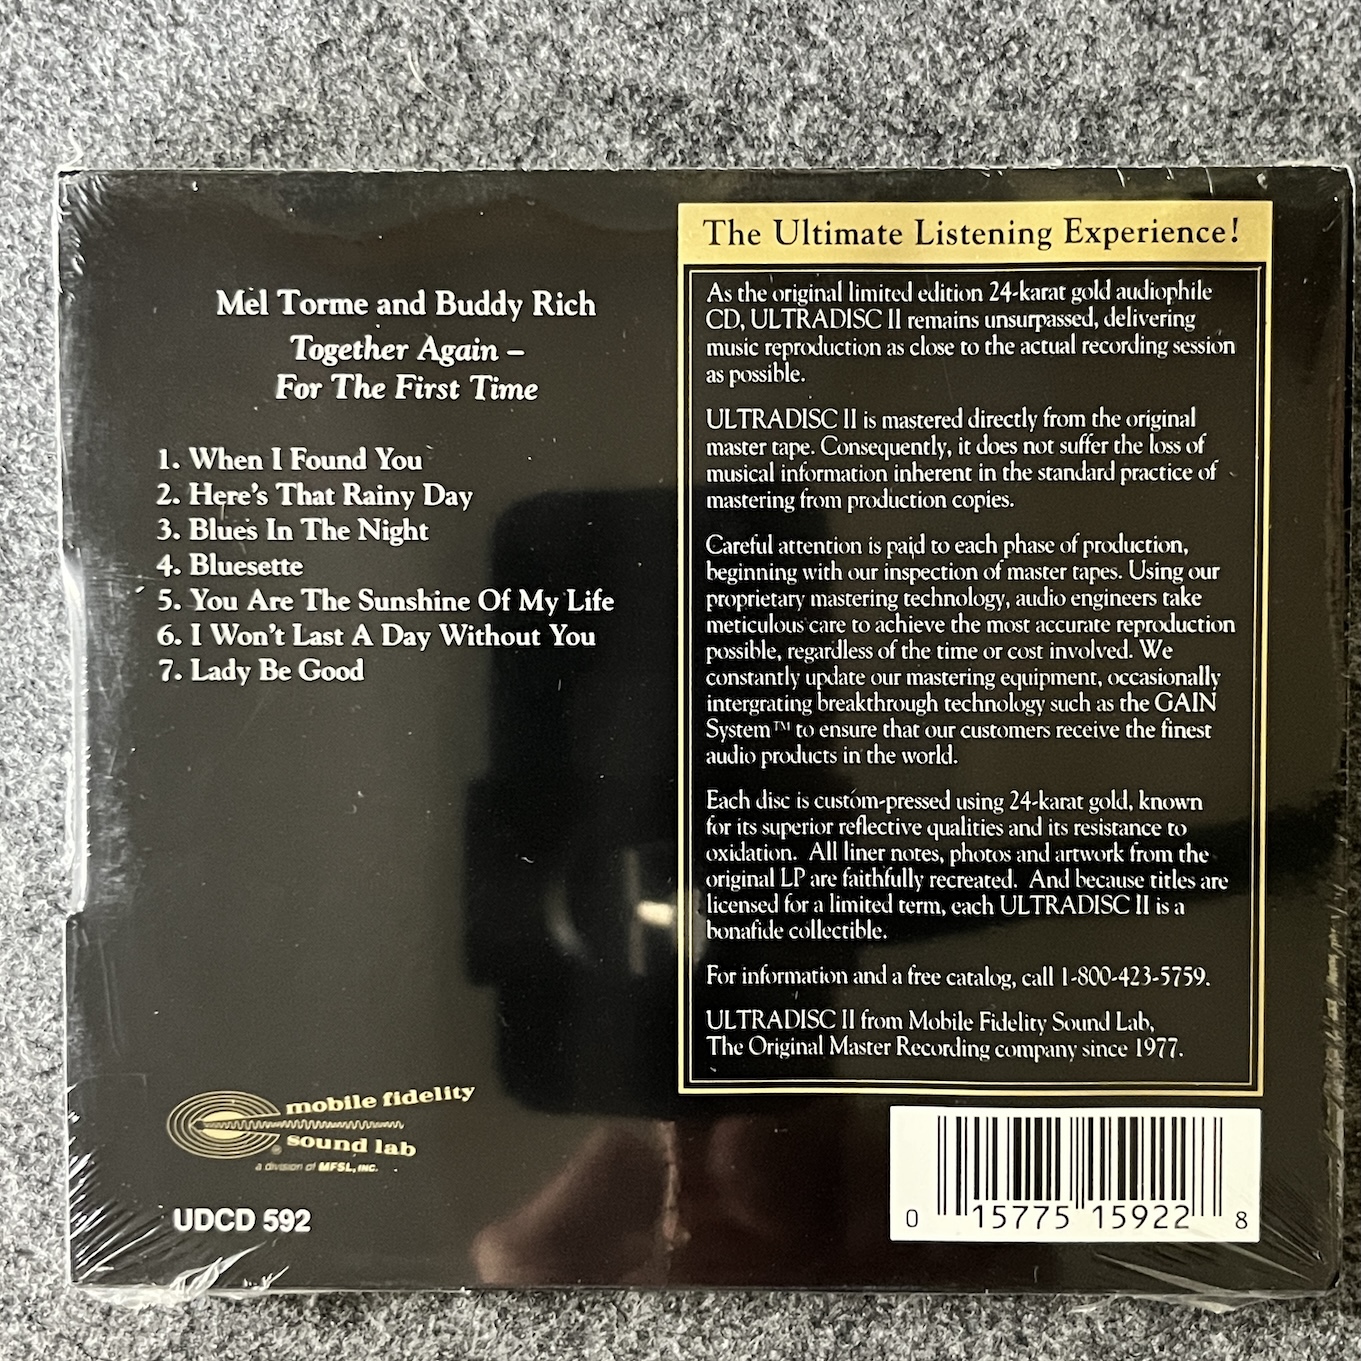 Mel Torme and Buddy Rich
Together Again –
For The First Time
1. When I Found You
2. Here's That Rainy Day
3. Blues In The Night
4. Bluesette
5. You Are The Sunshine Of My Life
6. I Won't Last A Day Without You
7. Lady Be Good
mobile fidelity
sound lab
®
a division of MFSL, INC.
UDCD 592
The Ultimate Listening Experience!
As the original limited edition 24-karat gold audiophile
CD, ULTRADISC II remains unsurpassed, delivering
music reproduction as close to the actual recording session
as possible.
ULTRADISC II is mastered directly from the original
master tape. Consequently, it does not suffer the loss of
musical information inherent in the standard practice of
mastering from production copies.
Careful attention is paid to each phase of production,
beginning with our inspection of master tapes. Using our
proprietary mastering technology, audio engineers take
meticulous care to achieve the most accurate reproduction
possible, regardless of the time or cost involved. We
constantly update our mastering equipment, occasionally
intergrating breakthrough technology such as the GAIN
System™ to ensure that our customers receive the finest
audio products in the world.
Each disc is custom-pressed using 24-karat gold, known
for its superior reflective qualities and its resistance to
oxidation. All liner notes, photos and artwork from the
original LP are faithfully recreated. And because titles are
licensed for a limited term, each ULTRADISC II is a
bonafide collectible.
For information and a free catalog, call 1-800-423-5759.
ULTRADISC II from Mobile Fidelity Sound Lab,
The Original Master Recording company since 1977.
0 15775 15922 8